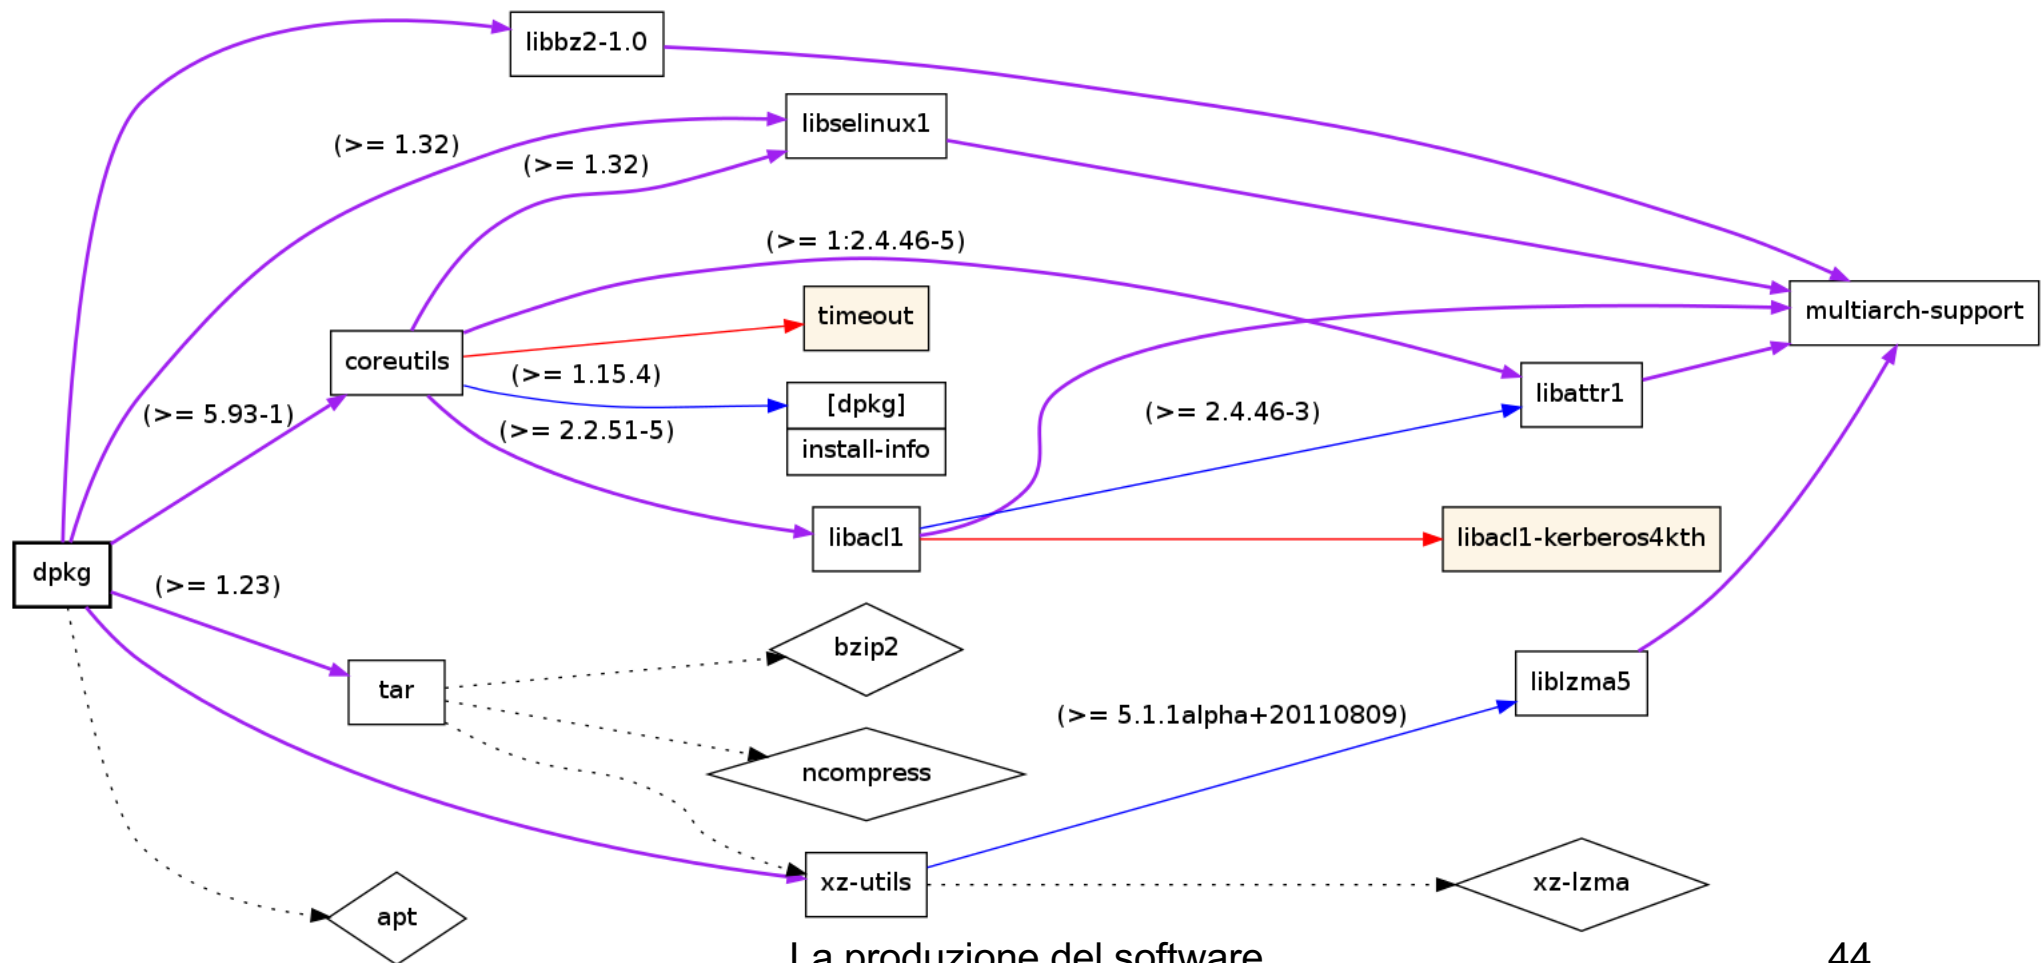 libbz2-1.0
libselinux1
(>= 1.32)
(>= 1.32)
(>= 1:2.4.46-5)
timeout
multiarch-support
coreutils
(>= 1.15.4)
[dpkg]
install-info
libattr1
(>= 2.4.46-3)
(>= 5.93-1)
(>= 2.2.51-5)
libacl1
libacl1-kerberos4kth
dpkg
(>= 1.23)
bzip2
tar
liblzma5
(>= 5.1.1alpha+20110809)
ncompress
xz-utils
xz-lzma
apt
La produzione del software
44